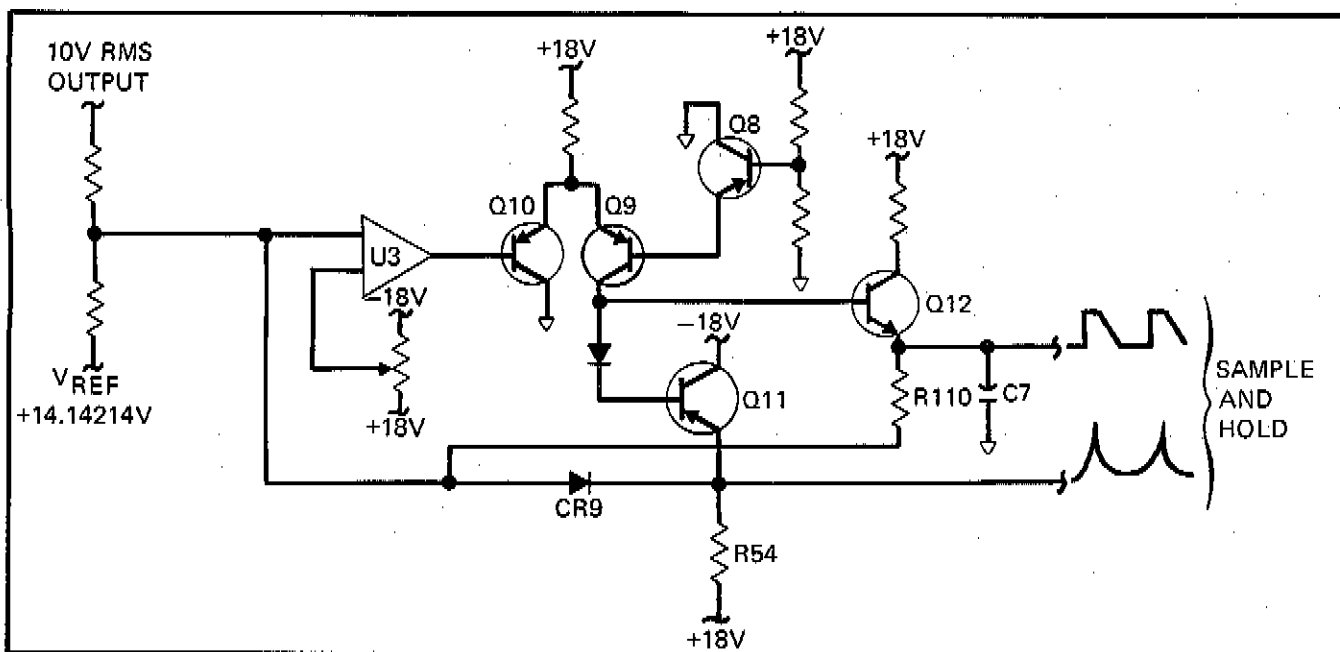 10V RMS
OUTPUT
+18V
+18V
Q8
+18V
Q10
Q9
U3
-18V
Q12
-18V
VREF
+14.14214V
+18V
Q11
R110
C7
SAMPLE
AND
HOLD
CR9
R54
+18V